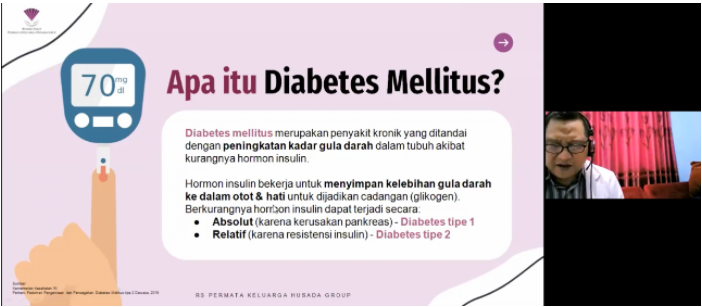 70 mg
dl
Apa itu Diabetes Mellitus?
Diabetes mellitus merupakan penyakit kronik yang ditandai
dengan peningkatan kadar gula darah dalam tubuh akibat
kurangnya hormon insulin.
Hormon insulin bekerja untuk menyimpan kelebihan gula darah
ke dalam otot & hati untuk dijadikan cadangan (glikogen).
Berkurangnya hormon insulin dapat terjadi secara:
● Absolut (karena kerusakan pankreas) - Diabetes tipe 1
● Relatif (karena resistensi insulin) - Diabetes tipe 2
RS PERMATA KELUARGA HUSADA GROUP